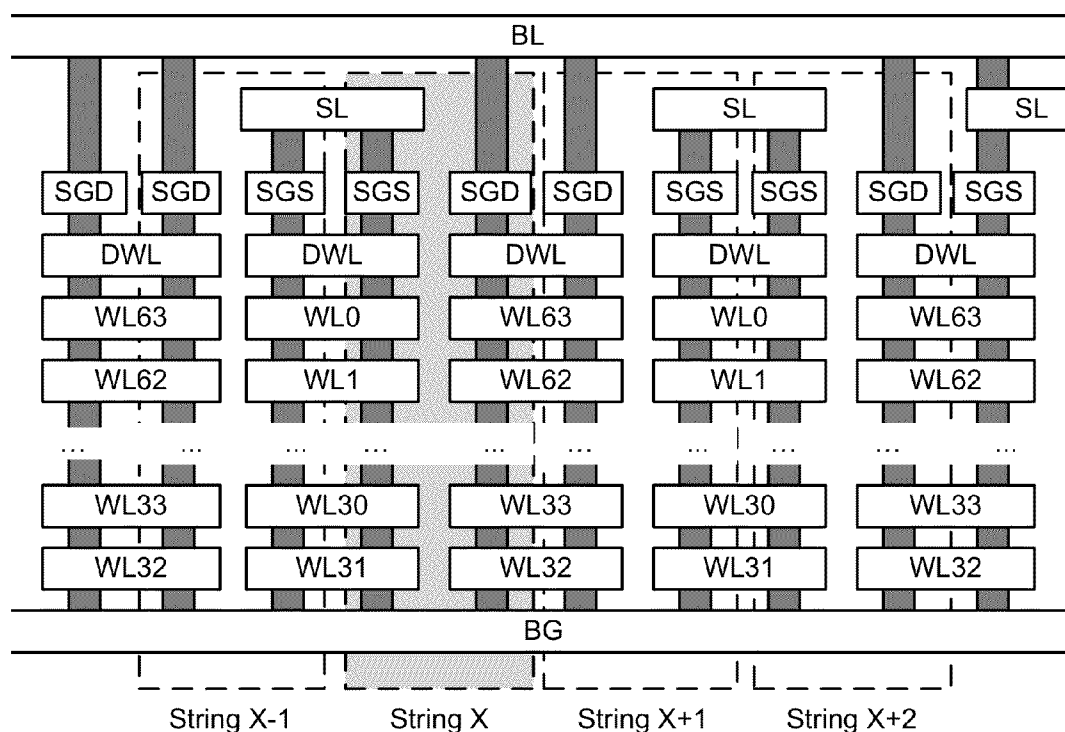 BL
SL SL SL
SGD SGD SGS SGS SGD SGD SGS SGS SGD SGS
DWL DWL DWL DWL DWL
WL63 WL0 WL63 WL0 WL63
WL62 WL1 WL62 WL1 WL62
... ... ... ... ... ... ... ... ... ...
WL33 WL30 WL33 WL30 WL33
WL32 WL31 WL32 WL31 WL32
BG
String X-1 String X String X+1 String X+2